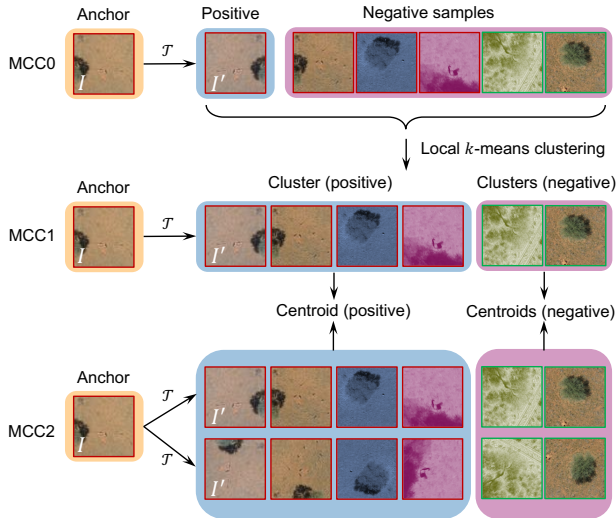 Anchor Positive Negative samples
MCC0 I 𝒯 I′
Local k-means clustering
Anchor Cluster (positive) Clusters (negative)
MCC1 I 𝒯 I′
Centroid (positive) Centroids (negative)
Anchor 𝒯 I′
MCC2 I
𝒯 I′